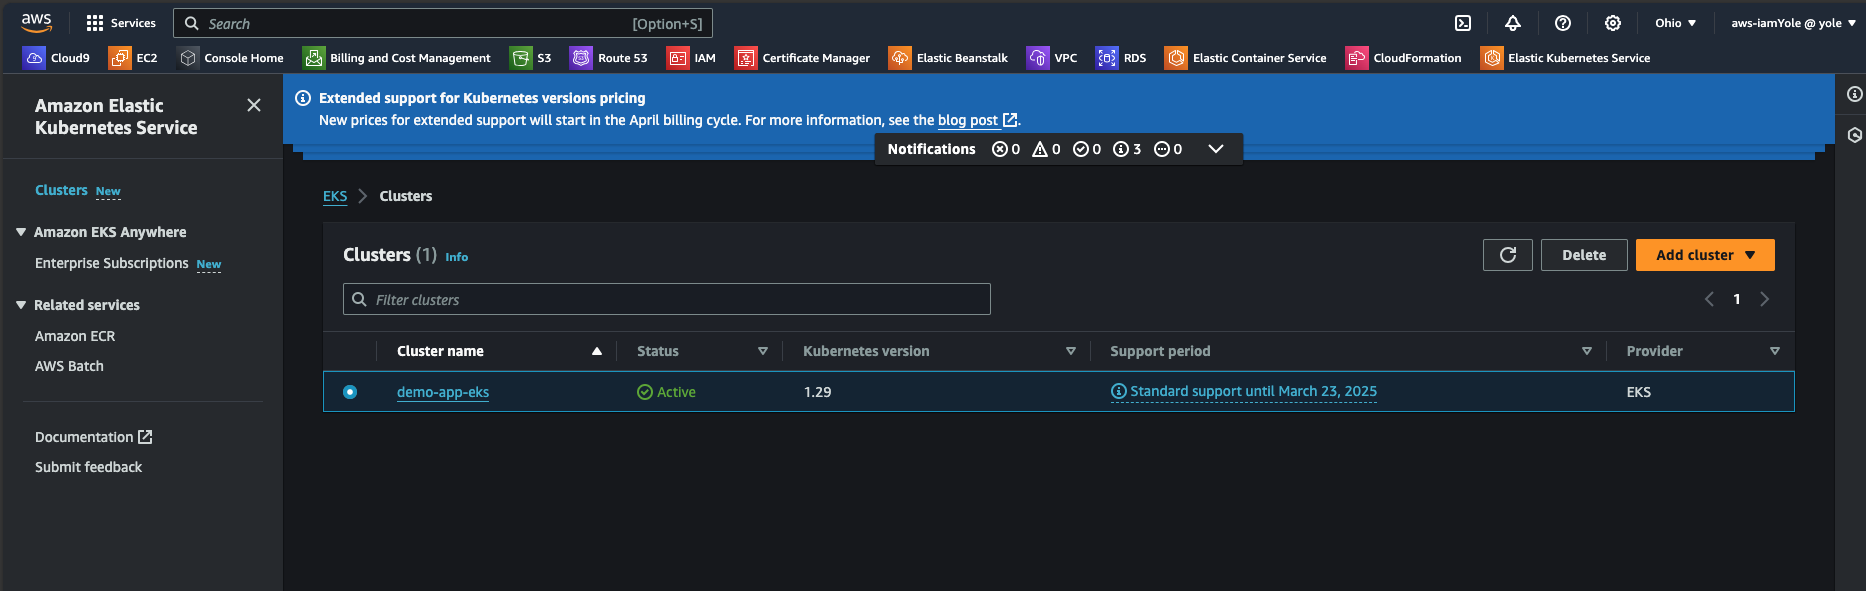 aws
Services
Search
[Option+S]
Ohio
aws-iamYole @ yole
Cloud9
EC2
Console Home
Billing and Cost Management
S3
Route 53
IAM
Certificate Manager
Elastic Beanstalk
VPC
RDS
Elastic Container Service
CloudFormation
Elastic Kubernetes Service
Amazon Elastic
Kubernetes Service
Clusters New
Amazon EKS Anywhere
Enterprise Subscriptions New
Related services
Amazon ECR
AWS Batch
Documentation
Submit feedback
Extended support for Kubernetes versions pricing
New prices for extended support will start in the April billing cycle. For more information, see the blog post.
Notifications 0 0 0 3 0
EKS Clusters
Clusters (1) Info
Delete
Add cluster
Filter clusters
1
Cluster name Status Kubernetes version Support period Provider
demo-app-eks Active 1.29 Standard support until March 23, 2025 EKS